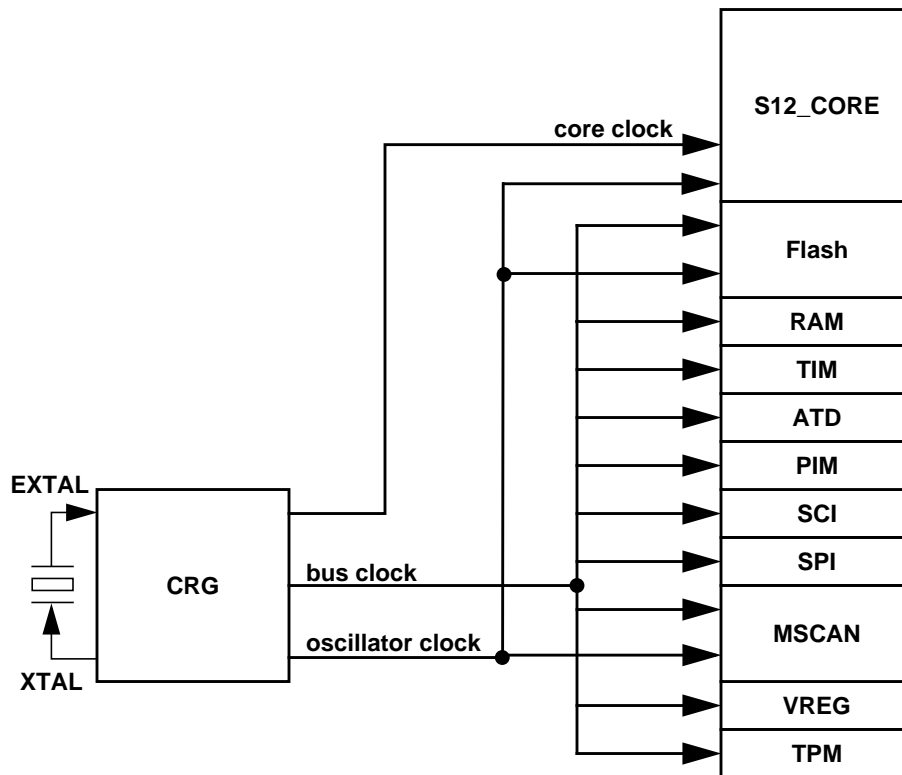 S12_CORE
core clock
Flash
RAM
TIM
ATD
PIM
EXTAL
SCI
SPI
bus clock
CRG
MSCAN
oscillator clock
XTAL
VREG
TPM